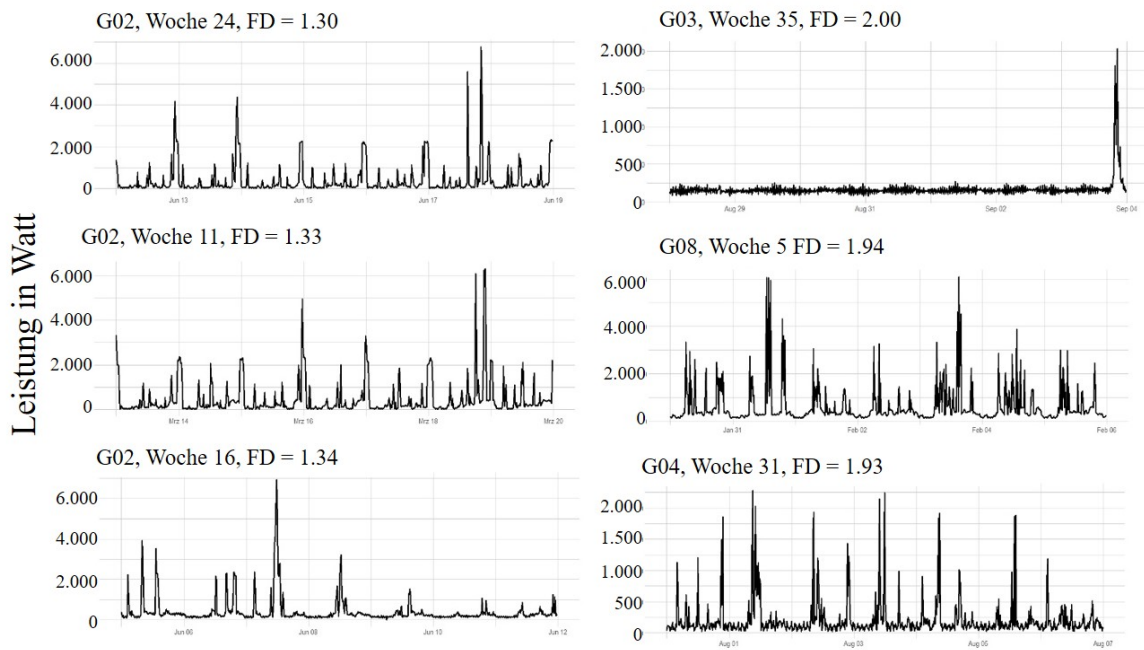 Leistung in Watt
G02, Woche 24, FD = 1.30
6.000
4.000
2.000
0
Jun 13
Jun 15
Jun 17
Jun 19
G03, Woche 35, FD = 2.00
2.000
1.500
1.000
500
0
Aug 29
Aug 31
Sep 02
Sep 04
G02, Woche 11, FD = 1.33
6.000
4.000
2.000
0
Mrz 14
Mrz 16
Mrz 18
Mrz 20
G08, Woche 5 FD = 1.94
6.000
4.000
2.000
0
Jan 31
Feb 02
Feb 04
Feb 06
G02, Woche 16, FD = 1.34
6.000
4.000
2.000
0
Jun 10
Jun 12
G04, Woche 31, FD = 1.93
2.000
1.500
1.000
500
0
Aug 01
Aug 03
Aug 05
Aug 07